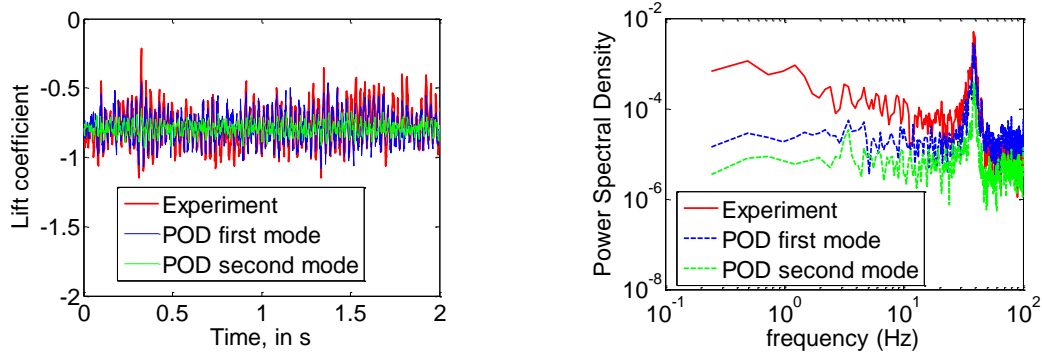 Lift coefficient
0
-0.5
-1
-1.5
-2
0 0.5 1 1.5 2
Time, in s
Experiment
POD first mode
POD second mode
Power Spectral Density
10^-2
10^-4
10^-6
10^-8
10^-1 10^0 10^1 10^2
frequency (Hz)
Experiment
POD first mode
POD second mode